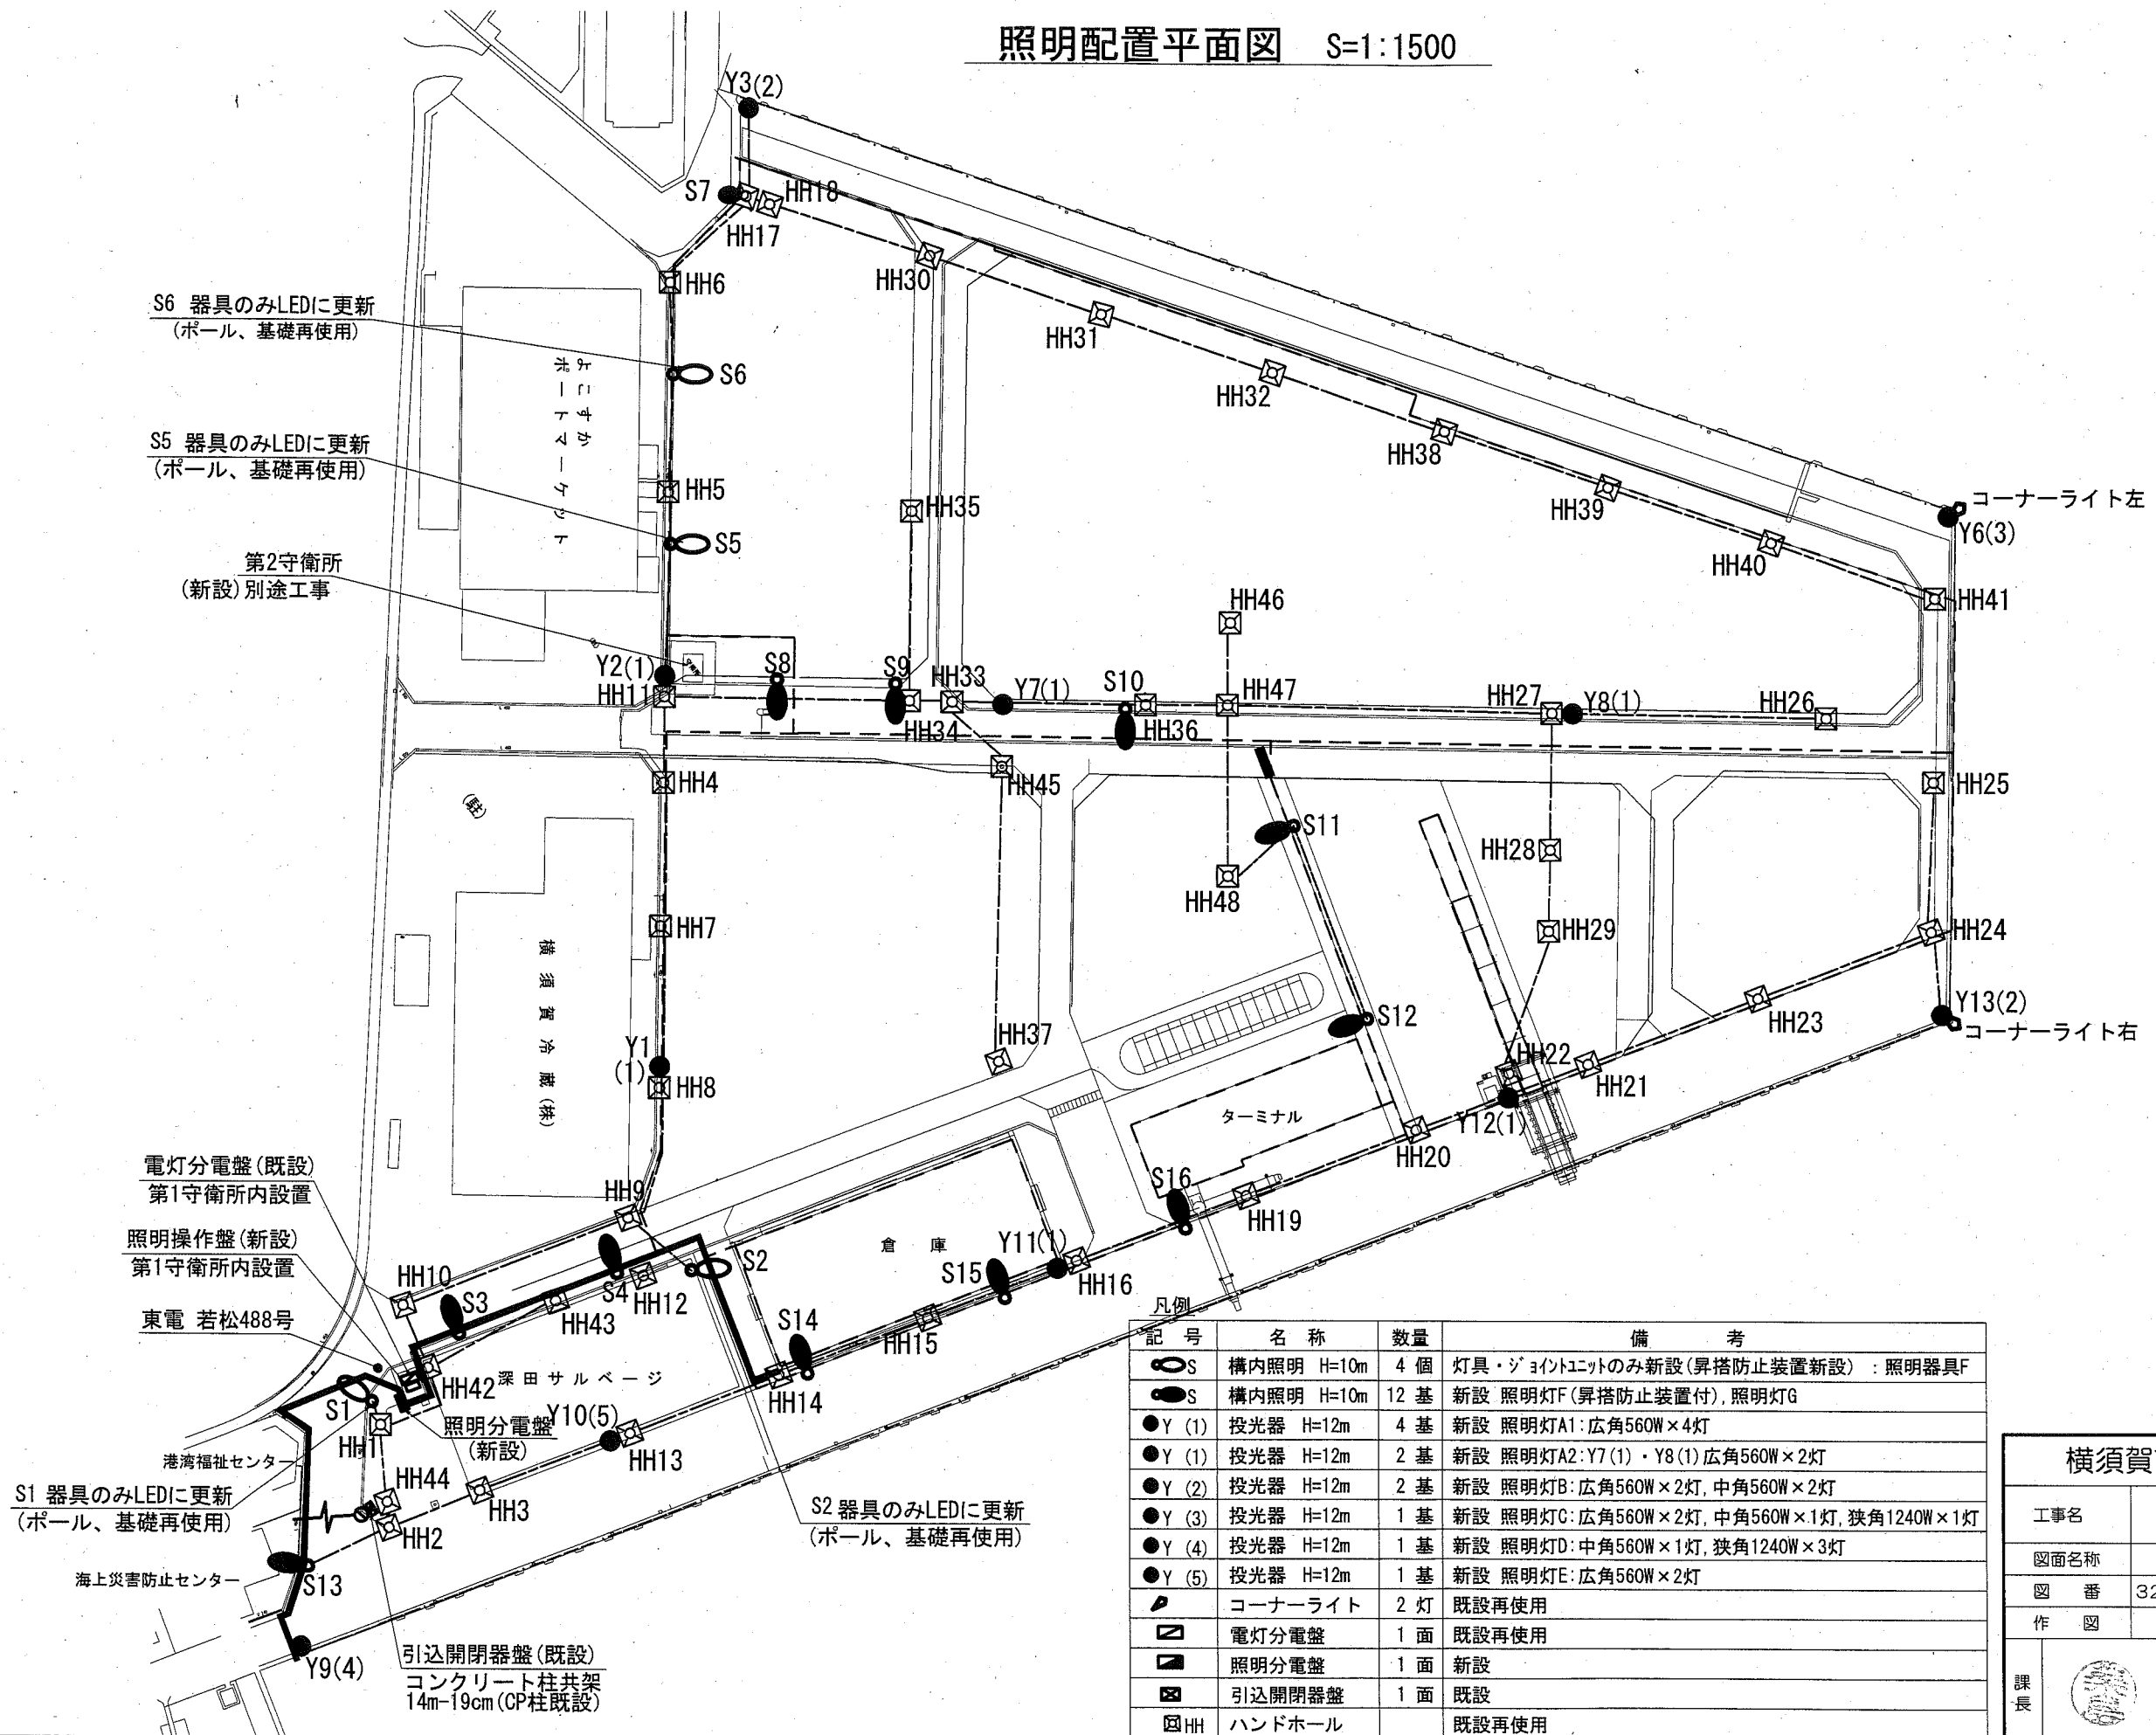 照明配置平面図 S=1:1500
Y3(2)
S7
HH18
HH17
HH30
HH6
S6 器具のみLEDに更新
(ポール、基礎再使用)
HH31
よこすか
ポートマーケット
S6
HH32
S5 器具のみLEDに更新
(ポール、基礎再使用)
HH38
HH5
HH35
HH39
コーナーライト左
Y6(3)
S5
第2守衛所
(新設)別途工事
HH40
HH41
HH46
Y2(1)
S8
S9
HH33
HH11
Y7(1)
S10
HH47
HH27
Y8(1)
HH26
HH34
HH36
HH4
HH45
HH25
S11
HH28
HH48
HH7
HH29
HH24
横須賀冷蔵(株)
S12
HH23
Y13(2)
コーナーライト右
HH37
Y1
(1)
HH8
HH22
HH21
ターミナル
Y12(1)
HH20
電灯分電盤(既設)
第1守衛所内設置
HH9
S16
HH19
照明操作盤(新設)
第1守衛所内設置
倉庫
Y11(1)
S2
HH16
S15
HH10
S4
HH12
S3
HH43
東電 若松488号
S14
HH15
HH42
深田サルベージ
HH14
S1
照明分電盤
(新設)
Y10(5)
HH1
HH13
港湾福祉センター
HH44
HH3
S1 器具のみLEDに更新
(ポール、基礎再使用)
S2 器具のみLEDに更新
(ポール、基礎再使用)
HH2
S13
海上災害防止センター
Y9(4)
引込開閉器盤(既設)
コンクリート柱共架
14m-19cm(CP柱既設)
凡例
記号 名称 数量 備考
S 構内照明 H=10m 4 個 灯具・ジョイントユニットのみ新設(昇搭防止装置新設) : 照明器具F
S 構内照明 H=10m 12 基 新設 照明灯F(昇搭防止装置付), 照明灯G
Y (1) 投光器 H=12m 4 基 新設 照明灯A1:広角560W×4灯
Y (1) 投光器 H=12m 2 基 新設 照明灯A2:Y7(1)・Y8(1)広角560W×2灯
Y (2) 投光器 H=12m 2 基 新設 照明灯B:広角560W×2灯, 中角560W×2灯
Y (3) 投光器 H=12m 1 基 新設 照明灯C:広角560W×2灯, 中角560W×1灯, 狭角1240W×1灯
Y (4) 投光器 H=12m 1 基 新設 照明灯D:中角560W×1灯, 狭角1240W×3灯
Y (5) 投光器 H=12m 1 基 新設 照明灯E:広角560W×2灯
コーナーライト 2 灯 既設再使用
電灯分電盤 1 面 既設再使用
照明分電盤 1 面 新設
引込開閉器盤 1 面 既設
HH ハンドホール 既設再使用
横須賀
工事名
図面名称
図番 32
作図
課長